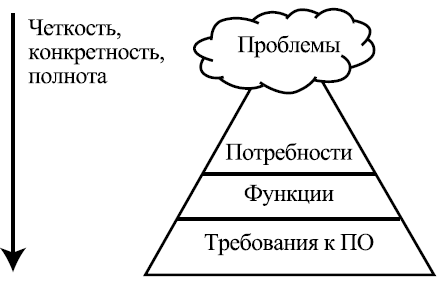 Четкость,
конкретность,
полнота
Проблемы
Потребности
Функции
Требования к ПО